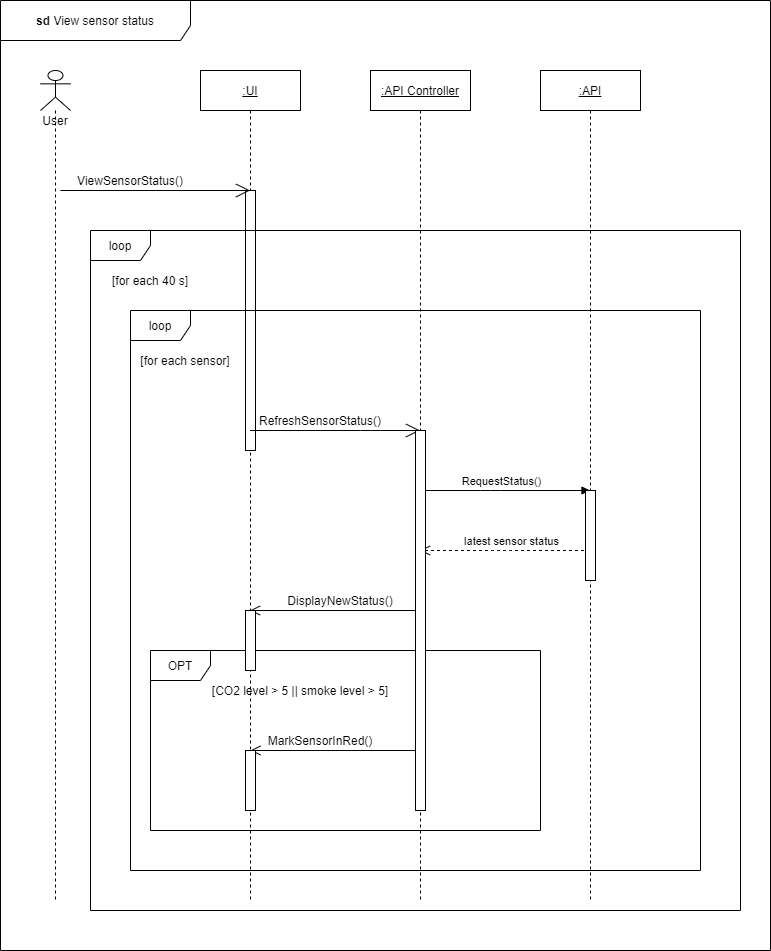 sd View sensor status
:UI
:API Controller
:API
User
ViewSensorStatus()
loop
[for each 40 s]
loop
[for each sensor]
RefreshSensorStatus()
RequestStatus()
latest sensor status
DisplayNewStatus()
OPT
[CO2 level > 5 || smoke level > 5]
MarkSensorInRed()